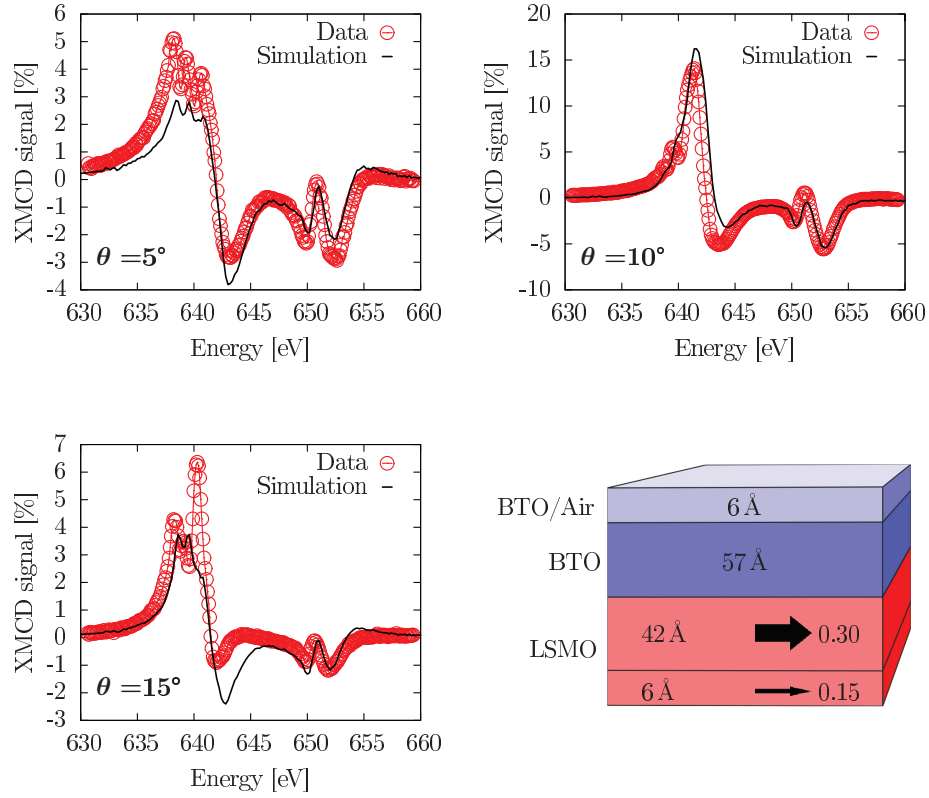 6
5
4
3
2
1
0
-1
-2
-3
-4
XMCD signal [%]
Data
Simulation
θ =5°
630 635 640 645 650 655 660
Energy [eV]
20
15
10
5
0
-5
-10
XMCD signal [%]
Data
Simulation
θ =10°
630 635 640 645 650 655 660
Energy [eV]
7
6
5
4
3
2
1
0
-1
-2
-3
XMCD signal [%]
Data
Simulation
θ =15°
630 635 640 645 650 655 660
Energy [eV]
BTO/Air 6 Å
BTO 57 Å
LSMO 42 Å 0.30
6 Å 0.15